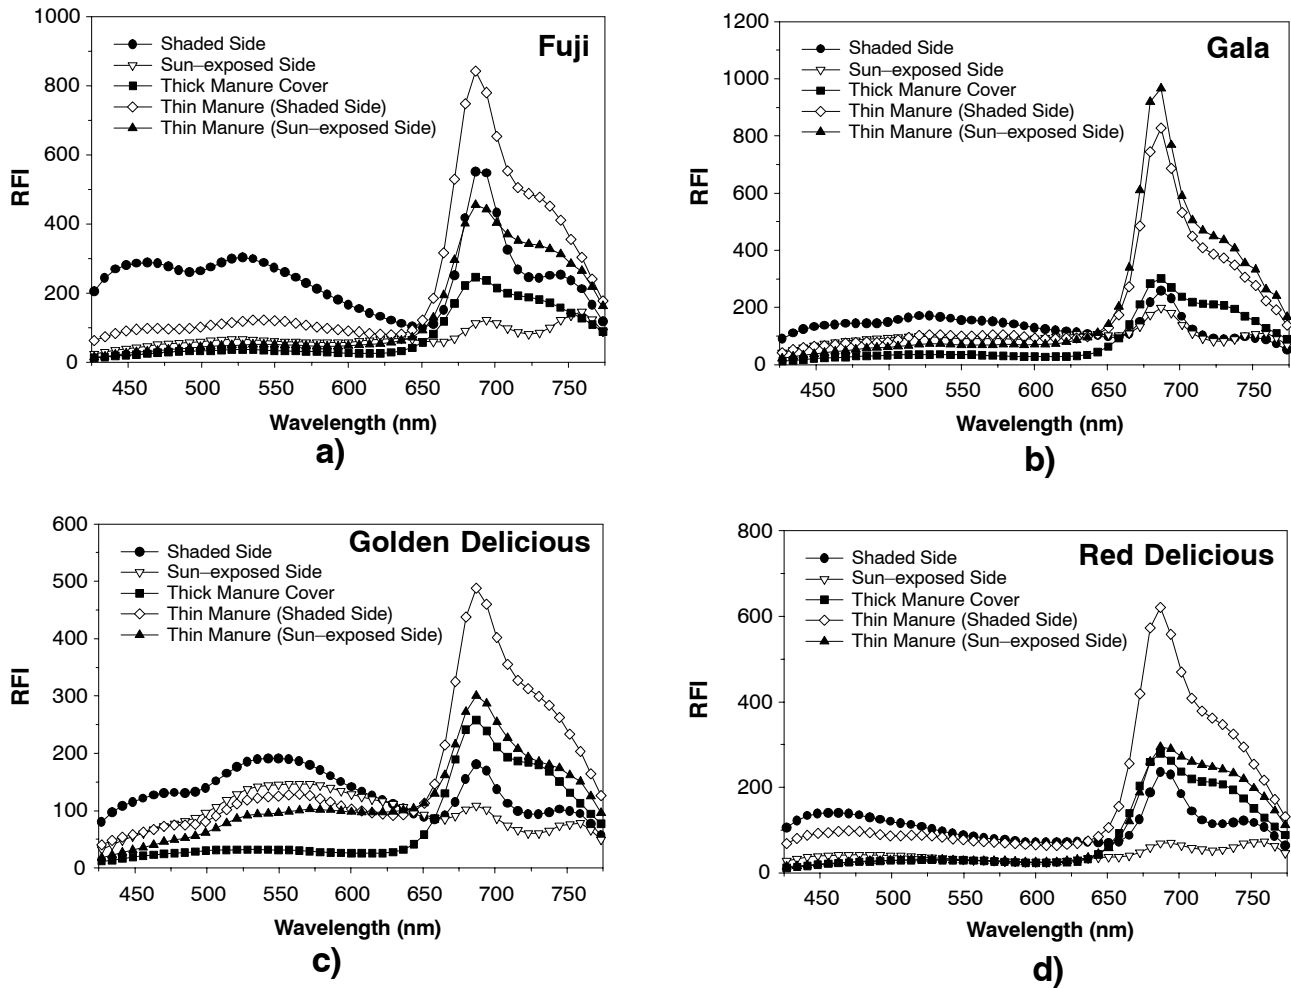 1000
800
600
400
200
0
RFI
Fuji
Shaded Side
Sun–exposed Side
Thick Manure Cover
Thin Manure (Shaded Side)
Thin Manure (Sun–exposed Side)
450 500 550 600 650 700 750
Wavelength (nm)
a)
1200
1000
800
600
400
200
0
RFI
Gala
Shaded Side
Sun–exposed Side
Thick Manure Cover
Thin Manure (Shaded Side)
Thin Manure (Sun–exposed Side)
450 500 550 600 650 700 750
Wavelength (nm)
b)
600
500
400
300
200
100
0
RFI
Golden Delicious
Shaded Side
Sun–exposed Side
Thick Manure Cover
Thin Manure (Shaded Side)
Thin Manure (Sun–exposed Side)
450 500 550 600 650 700 750
Wavelength (nm)
c)
800
600
400
200
0
RFI
Red Delicious
Shaded Side
Sun–exposed Side
Thick Manure Cover
Thin Manure (Shaded Side)
Thin Manure (Sun–exposed Side)
450 500 550 600 650 700 750
Wavelength (nm)
d)